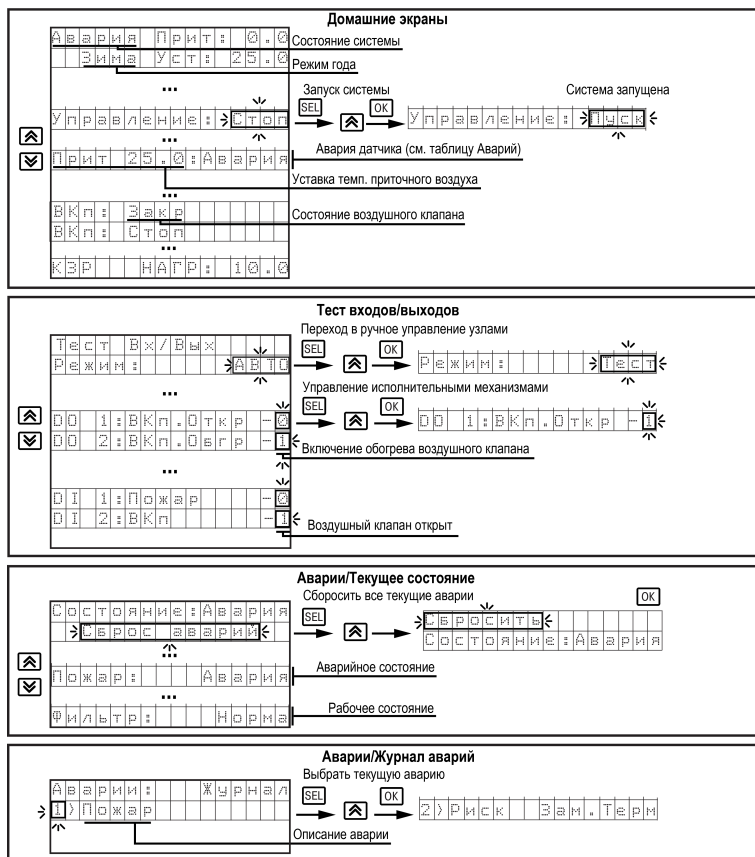 Домашние экраны
Авария Прит: 0.0
Состояние системы
Зима Уст: 25.0
Режим года
...
Запуск системы
Система запущена
Управление: Стоп
SEL
OK
Управление: Пуск
...
Авария датчика (см. таблицу Аварий)
Прит 25.0:Авария
Уставка темп. приточного воздуха
...
ВКл: Закр
Состояние воздушного клапана
ВКл: Стоп
...
КЗР НАГР: 10.0
Тест входов/выходов
Переход в ручное управление узлами
Тест Вх/Вых
Режим: АВТО
SEL
OK
Режим: Тест
...
Управление исполнительными механизмами
DO 1:ВКл.Откр -0
SEL
OK
DO 1:ВКл.Откр -1
DO 2:ВКл.Обгр -1
Включение обогрева воздушного клапана
...
DI 1:Пожар -0
DI 2:ВКл -1
Воздушный клапан открыт
Аварии/Текущее состояние
Сборосить все текущие аварии
Состояние:Авария
SEL
OK
Сбросить
Сброс аварий
Состояние:Авария
...
Пожар: Авария
Аварийное состояние
...
Фильтр: Норма
Рабочее состояние
Аварии/Журнал аварий
Выбрать текущую аварию
Аварии: Журнал
SEL
OK
1)Пожар
2)Риск Зам.Терм
Описание аварии